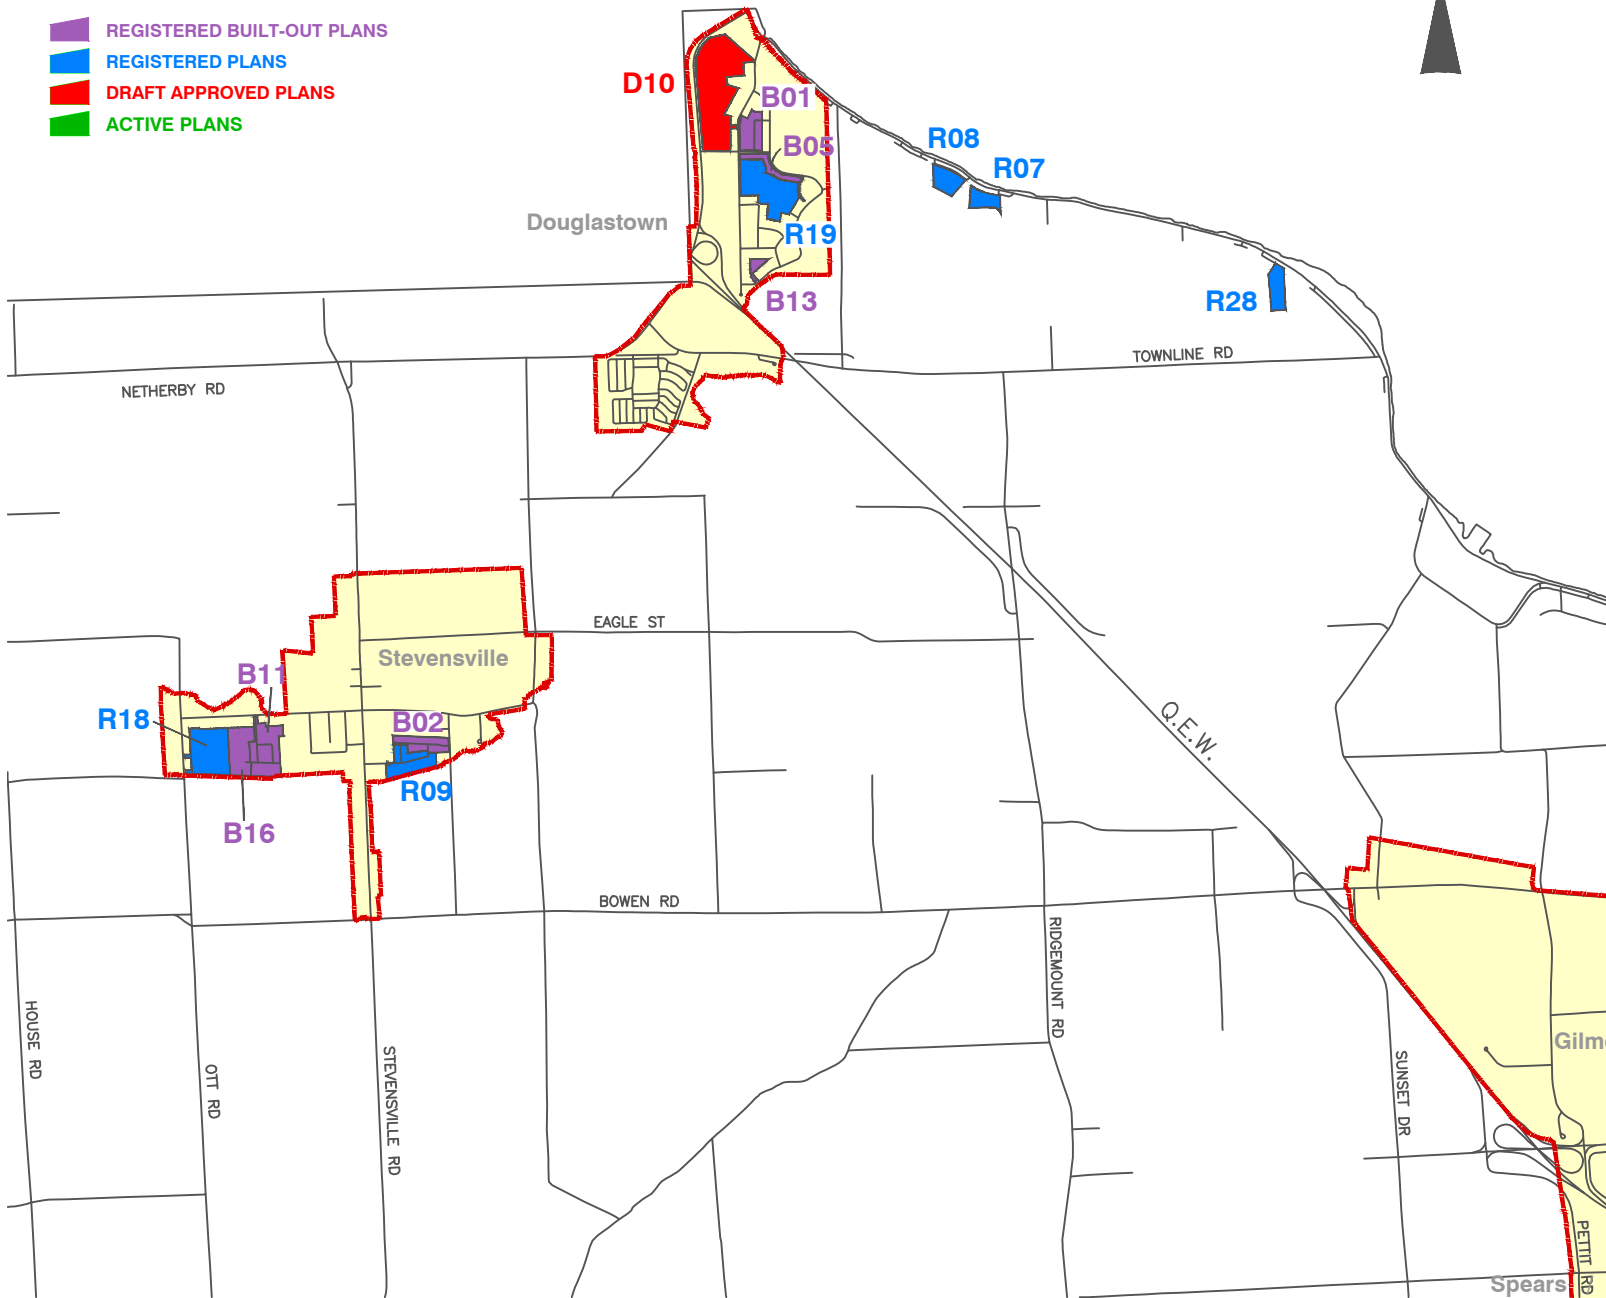 REGISTERED BUILT-OUT PLANS
REGISTERED PLANS
DRAFT APPROVED PLANS
ACTIVE PLANS
D10
B01
B05
R08
R07
Douglastown
R19
B13
R28
TOWNLINE RD
NETHERBY RD
EAGLE ST
Stevensville
B11
R18
B02
R09
B16
Q.E.W.
BOWEN RD
RIDGEMOUNT RD
HOUSE RD
OTT RD
STEVENSVILLE RD
SUNSET DR
Gilm
PETTIT RD
Spears